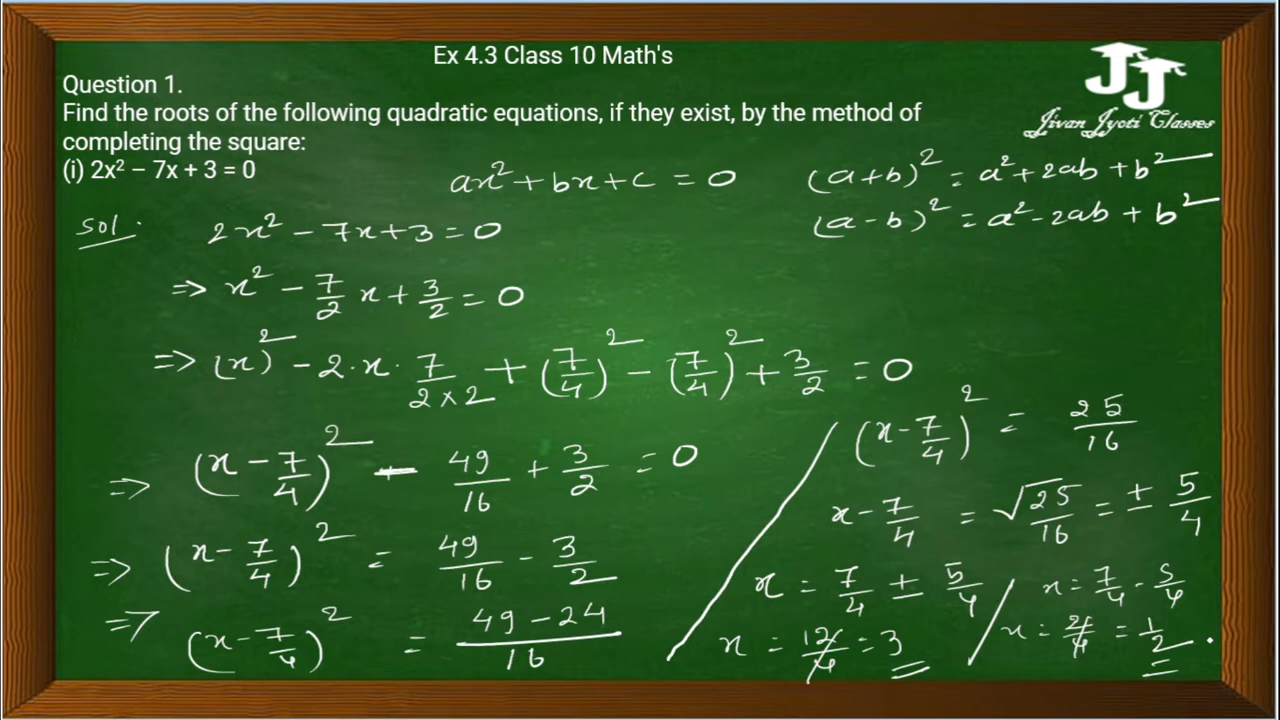 Ex 4.3 Class 10 Math's
JJ
Jivan Jyoti Classes
Question 1.
Find the roots of the following quadratic equations, if they exist, by the method of
completing the square:
(i) 2x² – 7x + 3 = 0
ax² + bx + c = 0
(a+b)² = a² + 2ab + b²
(a-b)² = a² - 2ab + b²
Sol.
2x² - 7x + 3 = 0
=> x² - 7/2 x + 3/2 = 0
=> (x)² - 2·x· 7/2×2 + (7/4)² - (7/4)² + 3/2 = 0
=> (x - 7/4)² - 49/16 + 3/2 = 0
=> (x - 7/4)² = 49/16 - 3/2
=> (x - 7/4)² = 49-24/16
(x - 7/4)² = 25/16
x - 7/4 = √25/16 = ± 5/4
x = 7/4 ± 5/4
x = 12/4 = 3
x = 7/4 - 5/4
x = 2/4 = 1/2